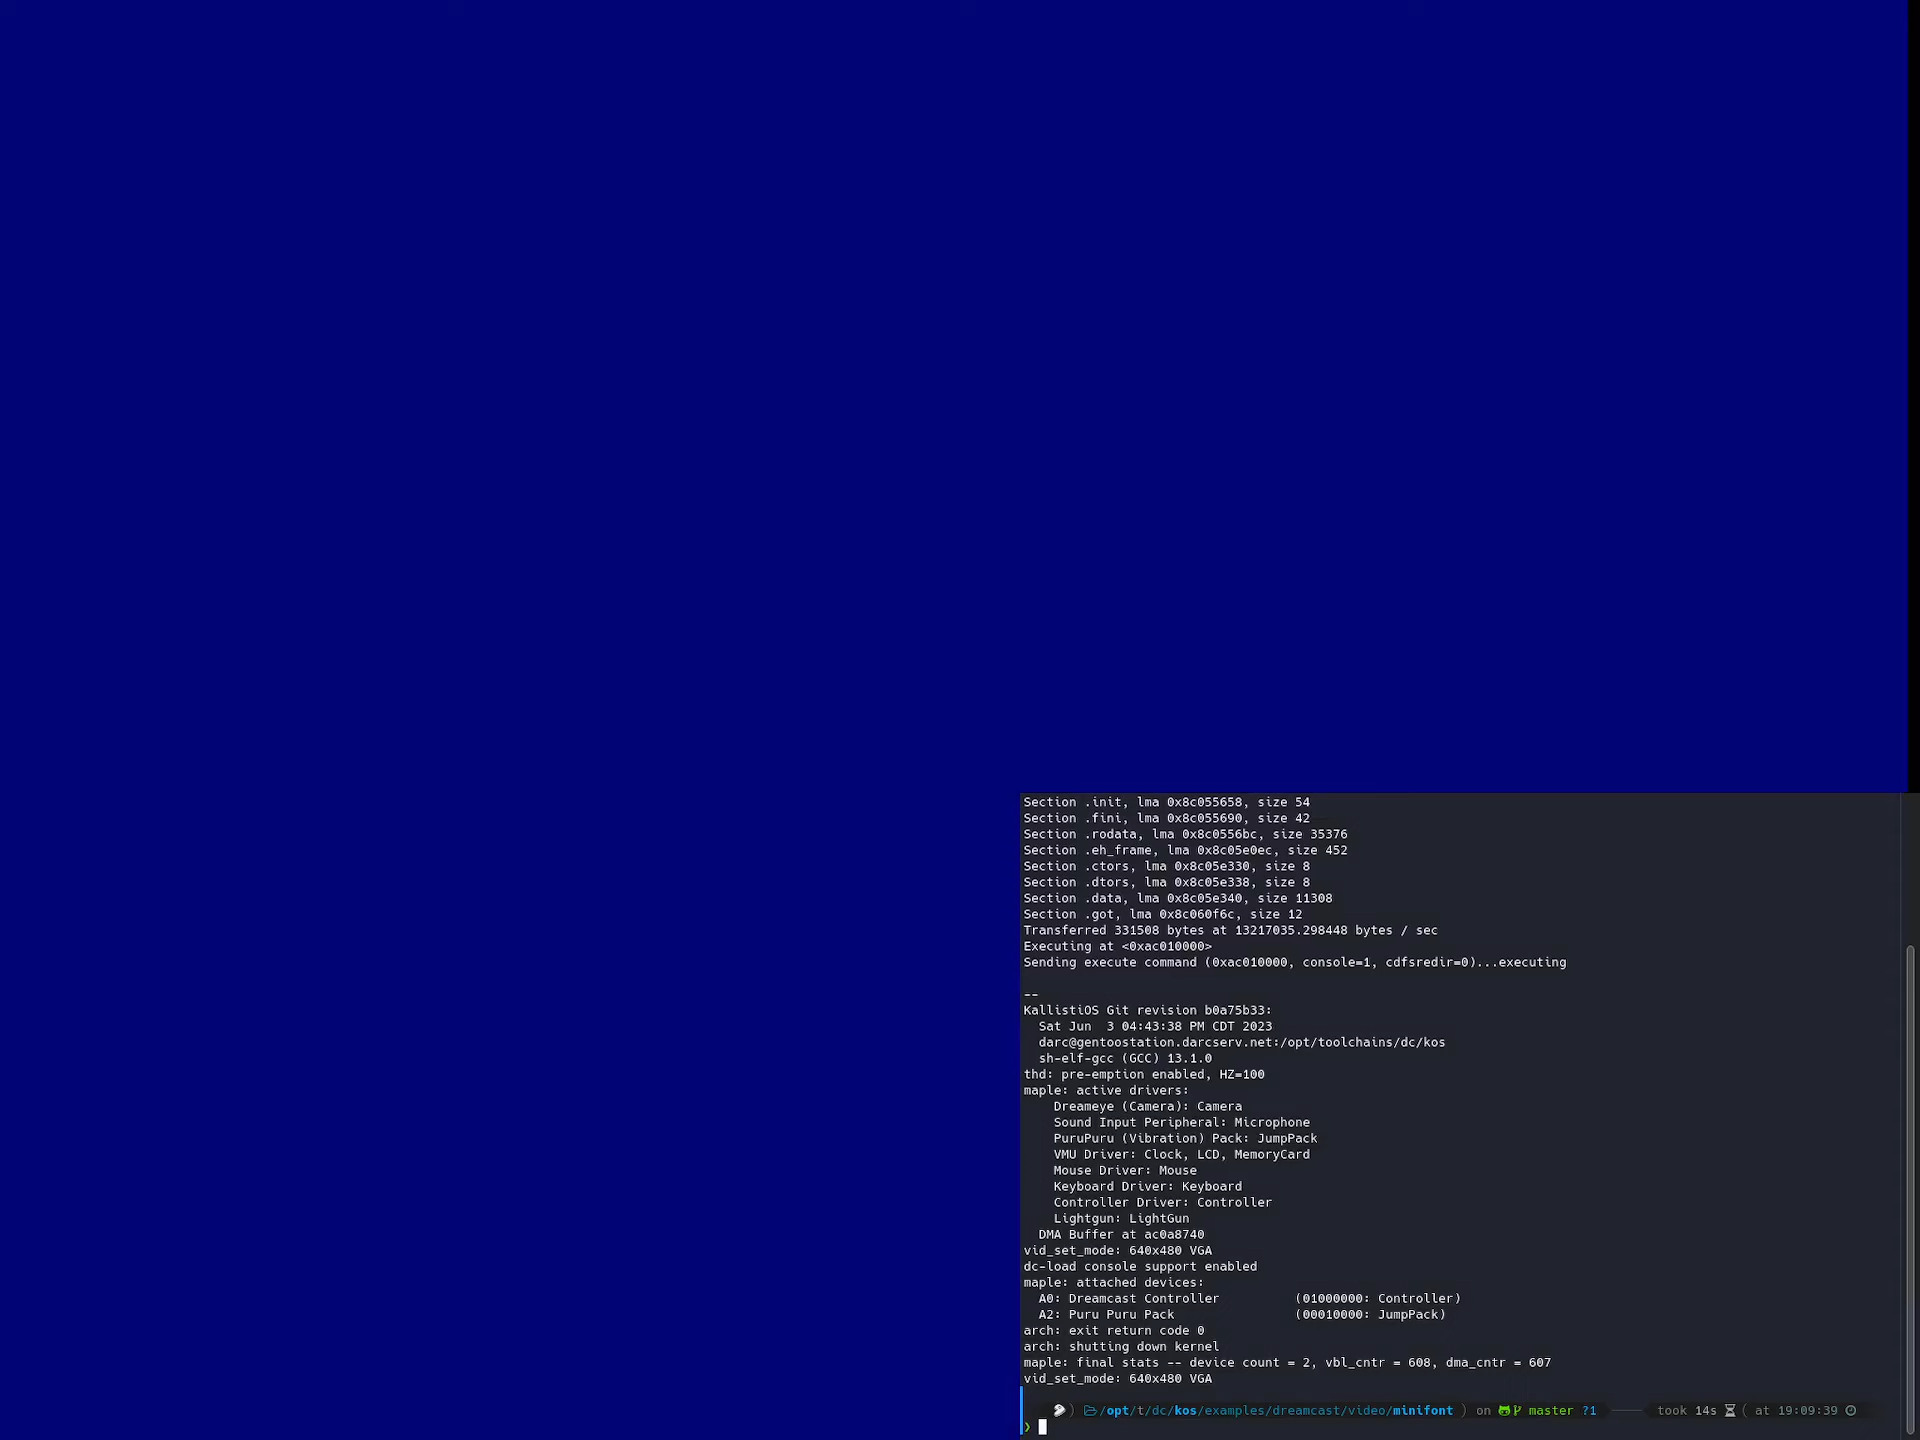 Section .init, lma 0x8c055658, size 54
Section .fini, lma 0x8c055690, size 42
Section .rodata, lma 0x8c0556bc, size 35376
Section .eh_frame, lma 0x8c05e0ec, size 452
Section .ctors, lma 0x8c05e330, size 8
Section .dtors, lma 0x8c05e338, size 8
Section .data, lma 0x8c05e340, size 11308
Section .got, lma 0x8c060f6c, size 12
Transferred 331508 bytes at 13217035.298448 bytes / sec
Executing at <0xac010000>
Sending execute command (0xac010000, console=1, cdfsredir=0)...executing
--
KallistiOS Git revision b0a75b33:
Sat Jun  3 04:43:38 PM CDT 2023
darc@gentoostation.darcserv.net:/opt/toolchains/dc/kos
sh-elf-gcc (GCC) 13.1.0
thd: pre-emption enabled, HZ=100
maple: active drivers:
Dreameye (Camera): Camera
Sound Input Peripheral: Microphone
PuruPuru (Vibration) Pack: JumpPack
VMU Driver: Clock, LCD, MemoryCard
Mouse Driver: Mouse
Keyboard Driver: Keyboard
Controller Driver: Controller
Lightgun: LightGun
DMA Buffer at ac0a8740
vid_set_mode: 640x480 VGA
dc-load console support enabled
maple: attached devices:
A0: Dreamcast Controller          (01000000: Controller)
A2: Puru Puru Pack                (00010000: JumpPack)
arch: exit return code 0
arch: shutting down kernel
maple: final stats -- device count = 2, vbl_cntr = 608, dma_cntr = 607
vid_set_mode: 640x480 VGA
) /opt/t/dc/kos/examples/dreamcast/video/minifont ) on master ?1 took 14s ( at 19:09:39
❯